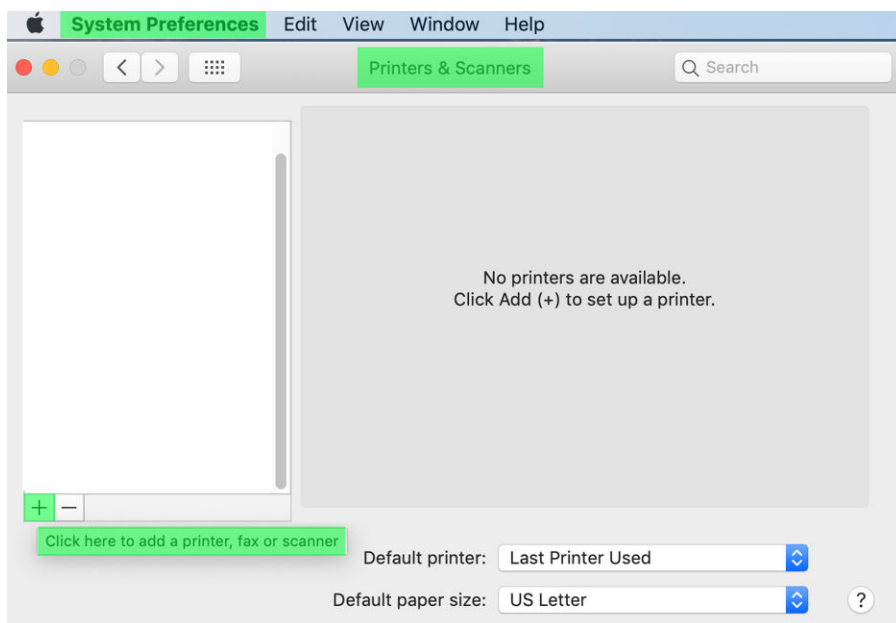 System Preferences Edit View Window Help
Printers & Scanners
Search
No printers are available.
Click Add (+) to set up a printer.
+ −
Click here to add a printer, fax or scanner
Default printer: Last Printer Used
Default paper size: US Letter
?